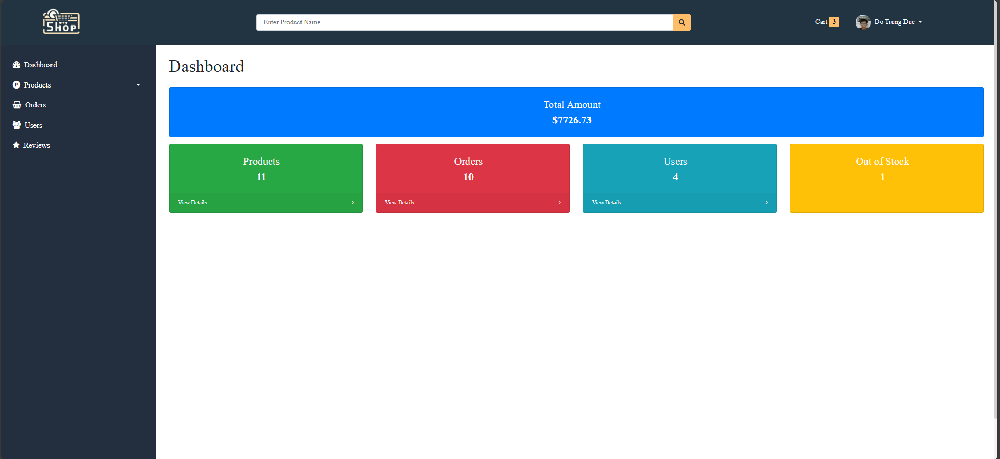 SHOP
Enter Product Name ...
Cart 3
Do Trung Duc
Dashboard
Products
Orders
Users
Reviews
Dashboard
Total Amount
$7726.73
Products
11
View Details
Orders
10
View Details
Users
4
View Details
Out of Stock
1